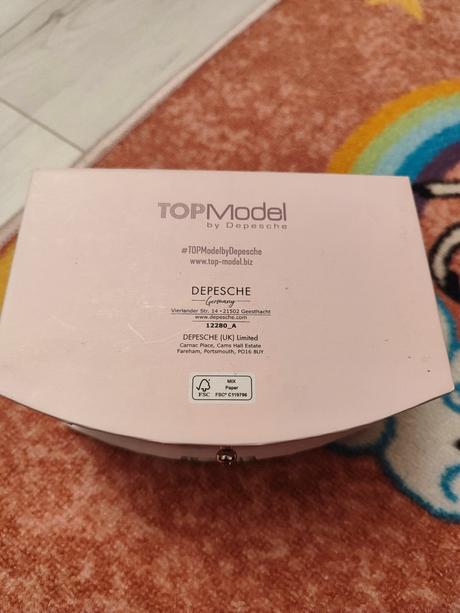 TOPModel
by Depesche
#TOPModelbyDepesche
www.top-model.biz
DEPESCHE
Germany
Vierlander Str. 14 · 21502 Geesthacht
www.depesche.com
12280_A
DEPESCHE (UK) Limited
Carnac Place, Cams Hall Estate
Fareham, Portsmouth, PO16 8UY
FSC
MIX
Paper
FSC® C119796